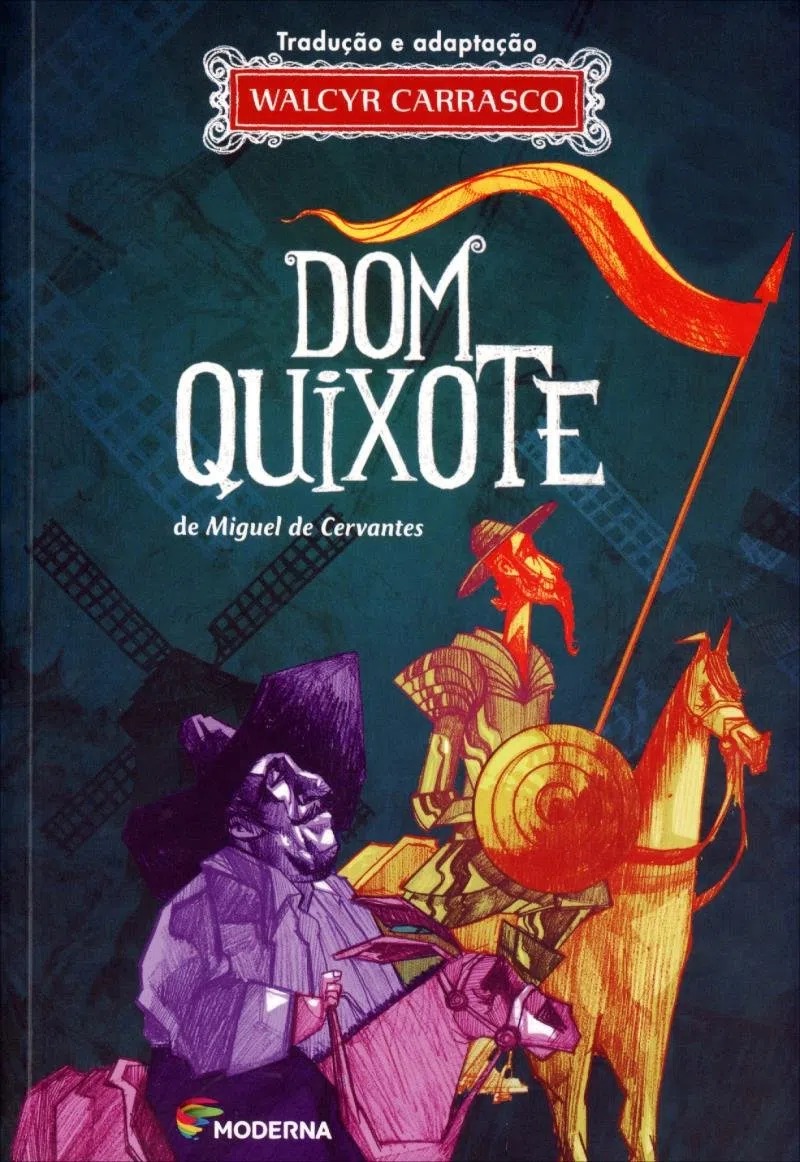 Tradução e adaptação
WALCYR CARRASCO
DOM
QUIXOTE
de Miguel de Cervantes
MODERNA